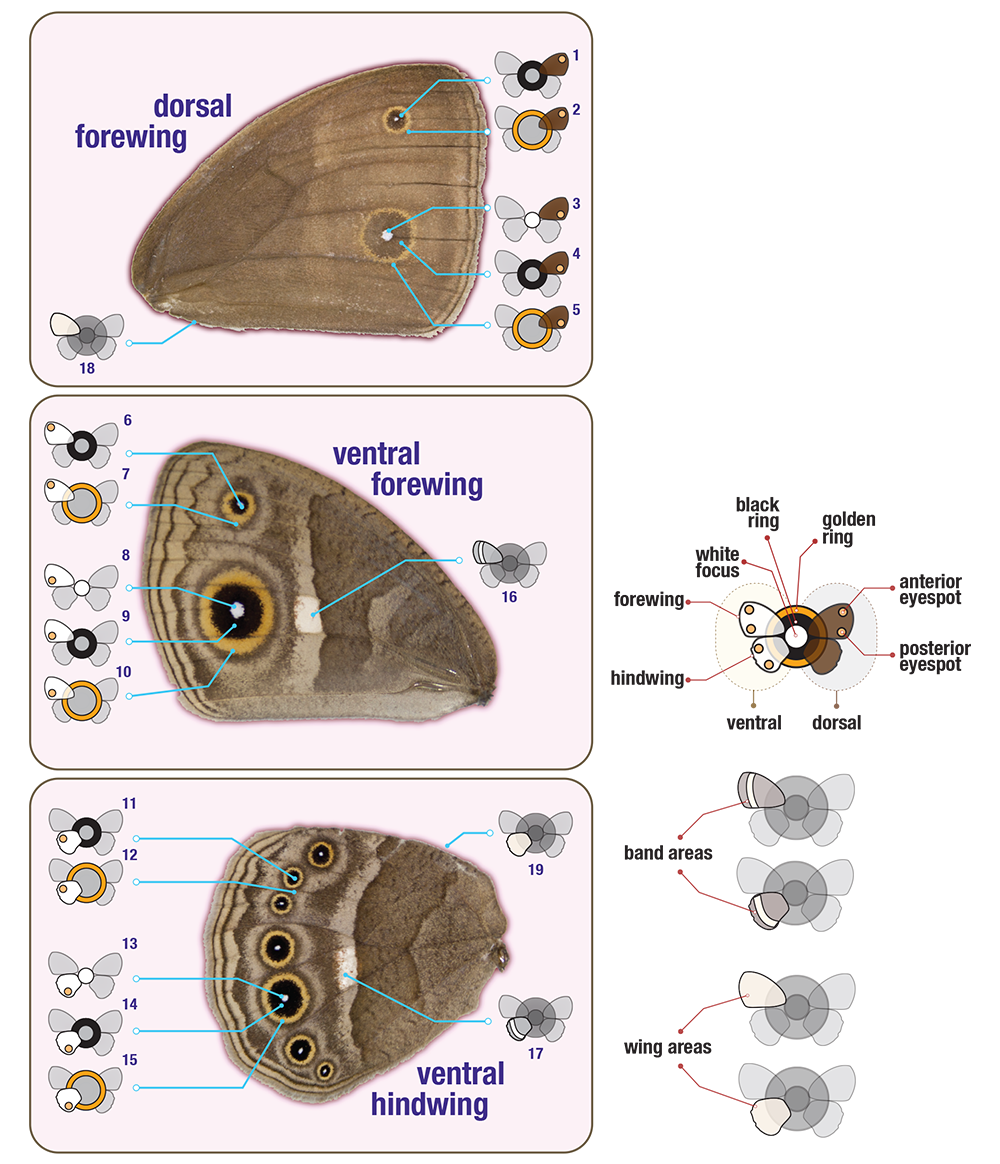 dorsal
forewing
1
2
3
4
5
18
ventral
forewing
6
7
8
9
10
16
black
ring
golden
ring
white
focus
forewing
anterior
eyespot
hindwing
posterior
eyespot
ventral
dorsal
11
12
13
14
15
19
17
ventral
hindwing
band areas
wing areas